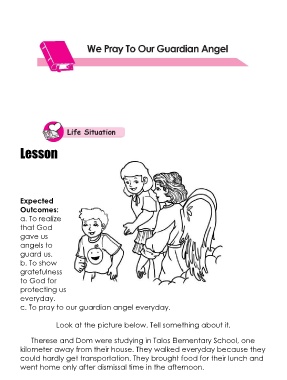 We Pray To Our Guardian Angel
Life Situation
Lesson
Expected
Outcomes:
a. To realize
that God
gave us
angels to
guard us.
b. To show
gratefulness
to God for
protecting us
everyday.
c. To pray to our guardian angel everyday.
Look at the picture below. Tell something about it.
Therese and Dom were studying in Talos Elementary School, one
kilometer away from their house. They walked everyday because they
could hardly get transportation. They brought food for their lunch and
went home only after dismissal time in the afternoon.